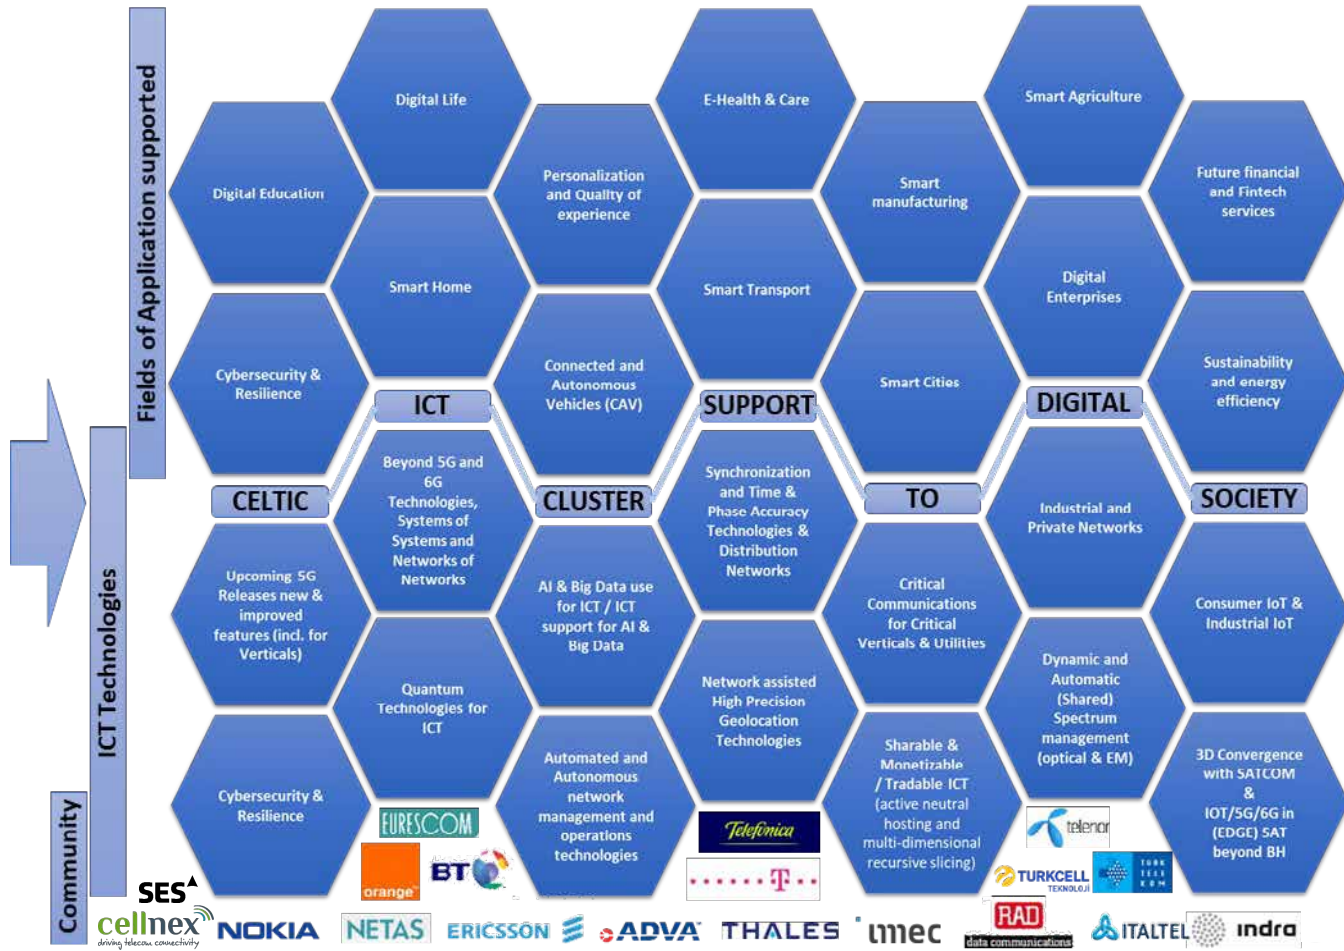 Fields of Application supported
ICT Technologies
Community
Digital Life
E-Health & Care
Smart Agriculture
Digital Education
Personalization
and Quality of
experience
Smart
manufacturing
Future financial
and Fintech
services
Smart Home
Smart Transport
Digital
Enterprises
Cybersecurity &
Resilience
Connected and
Autonomous
Vehicles (CAV)
Smart Cities
Sustainability
and energy
efficiency
CELTIC
ICT
CLUSTER
SUPPORT
TO
DIGITAL
SOCIETY
Beyond 5G and
6G
Technologies,
Systems of
Systems and
Networks of
Networks
Synchronization
and Time &
Phase Accuracy
Technologies &
Distribution
Networks
Industrial and
Private Networks
Upcoming 5G
Releases new &
improved
features (incl. for
Verticals)
AI & Big Data use
for ICT / ICT
support for AI &
Big Data
Critical
Communications
for Critical
Verticals & Utilities
Consumer IoT &
Industrial IoT
Quantum
Technologies for
ICT
Network assisted
High Precision
Geolocation
Technologies
Dynamic and
Automatic
(Shared)
Spectrum
management
(optical & EM)
Cybersecurity &
Resilience
Automated and
Autonomous
network
management and
operations
technologies
Sharable &
Monetizable
/ Tradable ICT
(active neutral
hosting and
multi-dimensional
recursive slicing)
3D Convergence
with SATCOM
&
IOT/5G/6G in
(EDGE) SAT
beyond BH
EURESCOM
Telefónica
telenor
orange™
BT
T
TURKCELL
TEKNOLOJİ
TÜRK
TELE
KOM
SES
cellnex
driving telecom connectivity
NOKIA
NETAS
ERICSSON
ADVA
THALES
imec
RAD
data communications
ITALTEL
indra